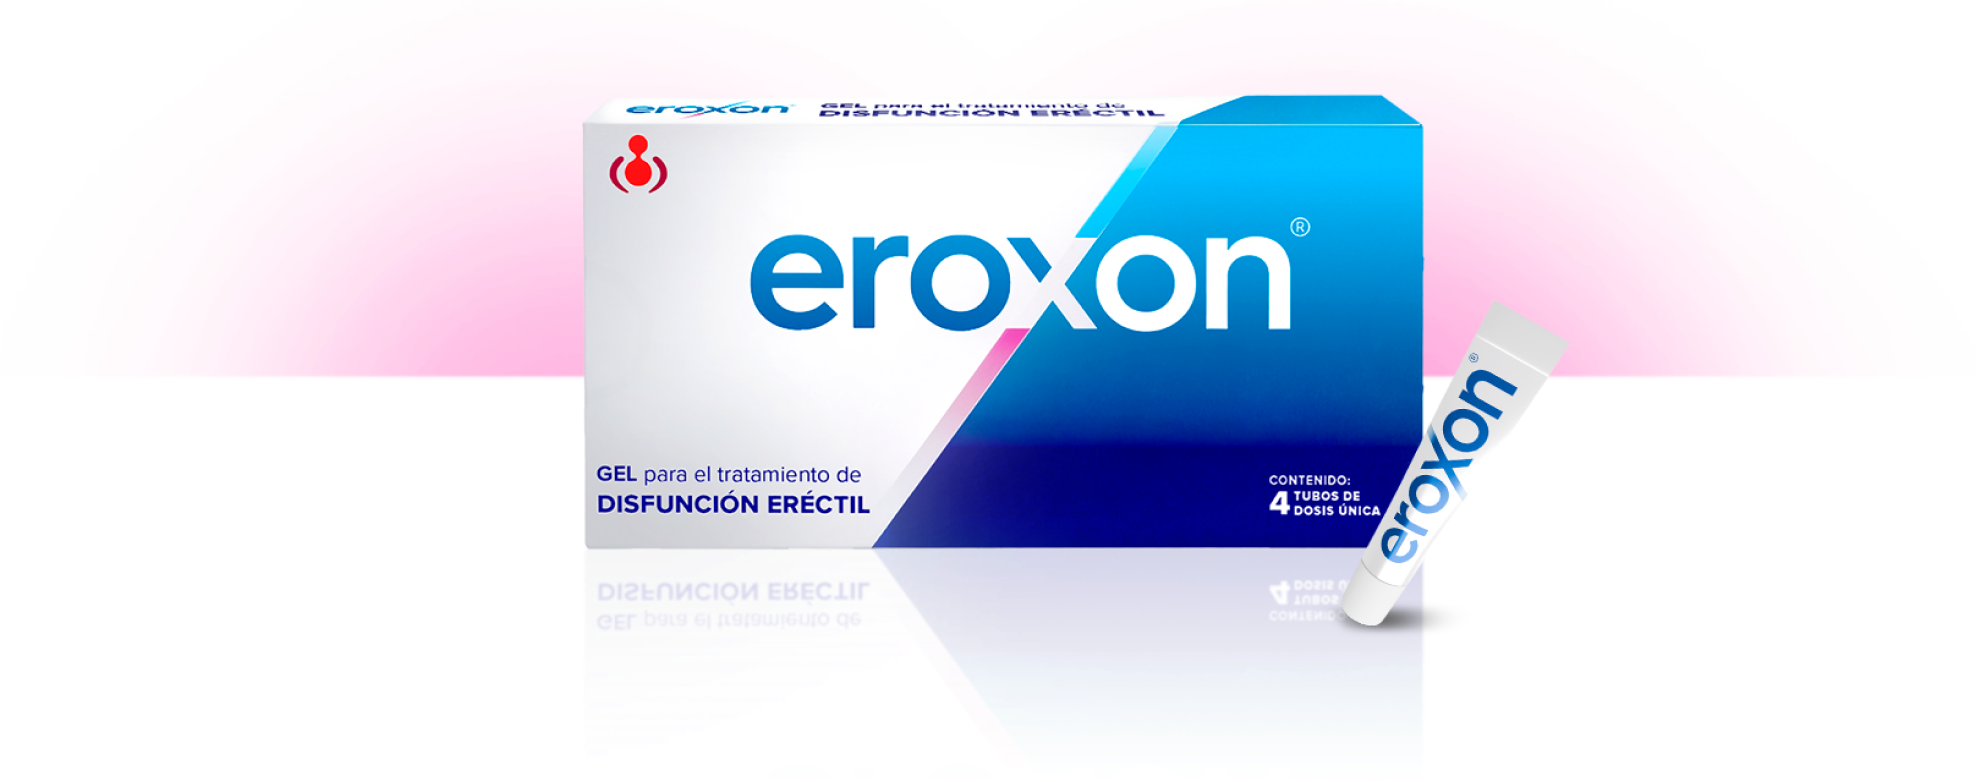 eroxon
GEL para el tratamiento de
DISFUNCIÓN ERÉCTIL
eroxon®
GEL para el tratamiento de
DISFUNCIÓN ERÉCTIL
CONTENIDO:
4 TUBOS DE
DOSIS ÚNICA
eroxon®